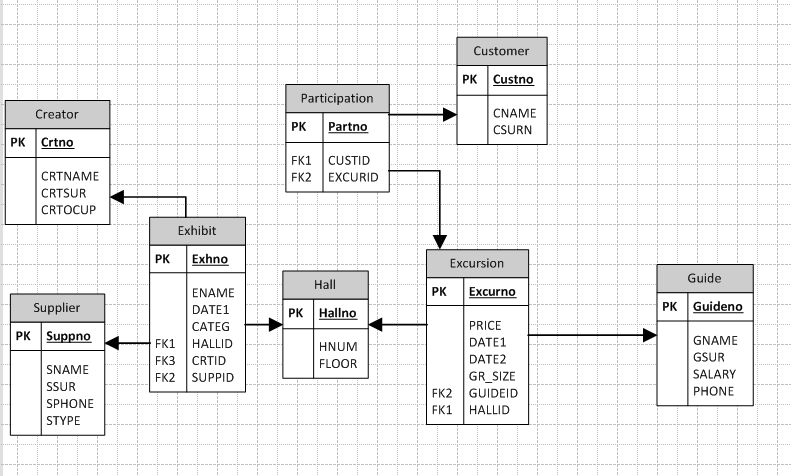 Customer
PK Custno
CNAME
CSURN
Participation
PK Partno
FK1 CUSTID
FK2 EXCURID
Creator
PK Crtno
CRTNAME
CRTSUR
CRTOCUP
Exhibit
PK Exhno
ENAME
DATE1
CATEG
FK1 HALLID
FK3 CRTID
FK2 SUPPID
Hall
PK Hallno
HNUM
FLOOR
Excursion
PK Excurno
PRICE
DATE1
DATE2
GR_SIZE
FK2 GUIDEID
FK1 HALLID
Guide
PK Guideno
GNAME
GSUR
SALARY
PHONE
Supplier
PK Suppno
SNAME
SSUR
SPHONE
STYPE